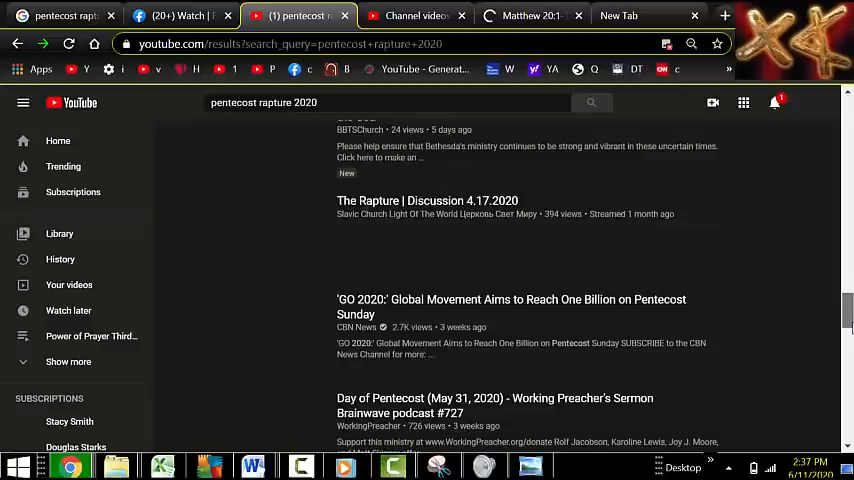 pentecost raptur
(20+) Watch | F
(1) pentecost ra
Channel videos
Matthew 20:1-
New Tab
youtube.com/results?search_query=pentecost+rapture+2020
Apps
Y
i
v
H
T
P
c
B
YouTube - Generat...
W
YA
Q
DT
c
»
YouTube
pentecost rapture 2020
1
Home
Trending
Subscriptions
Library
History
Your videos
Watch later
Power of Prayer Third...
Show more
SUBSCRIPTIONS
Stacy Smith
Douglas Starks
BBTSChurch • 24 views • 5 days ago
Please help ensure that Bethesda's ministry continues to be strong and vibrant in these uncertain times.
Click here to make an ...
New
The Rapture | Discussion 4.17.2020
Slavic Church Light Of The World Церковь Свет Миру • 394 views • Streamed 1 month ago
'GO 2020:' Global Movement Aims to Reach One Billion on Pentecost
Sunday
CBN News 2.7K views • 3 weeks ago
'GO 2020:' Global Movement Aims to Reach One Billion on Pentecost Sunday SUBSCRIBE to the CBN
News Channel for more: ...
Day of Pentecost (May 31, 2020) - Working Preacher's Sermon
Brainwave podcast #727
WorkingPreacher • 726 views • 3 weeks ago
Support this ministry at www.WorkingPreacher.org/donate Rolf Jacobson, Karoline Lewis, Joy J. Moore,
Desktop
»
2:37 PM
6/11/2020